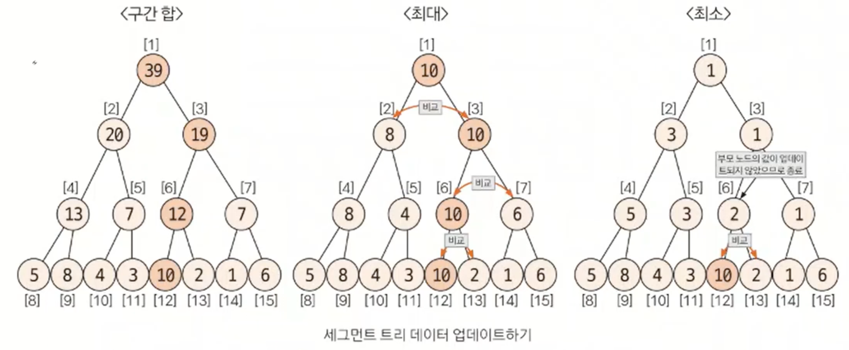 <구간 합> <최대> <최소>
[1] [1] [1]
39 10 1
[2] [3] [2] 비교 [3] [2] [3]
20 19 8 10 3 1
부모 노드의 값이 업데이
트되지 않았으므로 종료
[4] [5] [6] [7] [4] [5] [6] 비교 [7] [4] [5] [6] [7]
13 7 12 7 8 4 10 6 5 3 2 1
비교 비교
5 8 4 3 10 2 1 6 5 8 4 3 10 2 1 6 5 8 4 3 10 2 1 6
[8] [9] [10] [11] [12] [13] [14] [15] [8] [9] [10] [11] [12] [13] [14] [15] [8] [9] [10] [11] [12] [13] [14] [15]
세그먼트 트리 데이터 업데이트하기